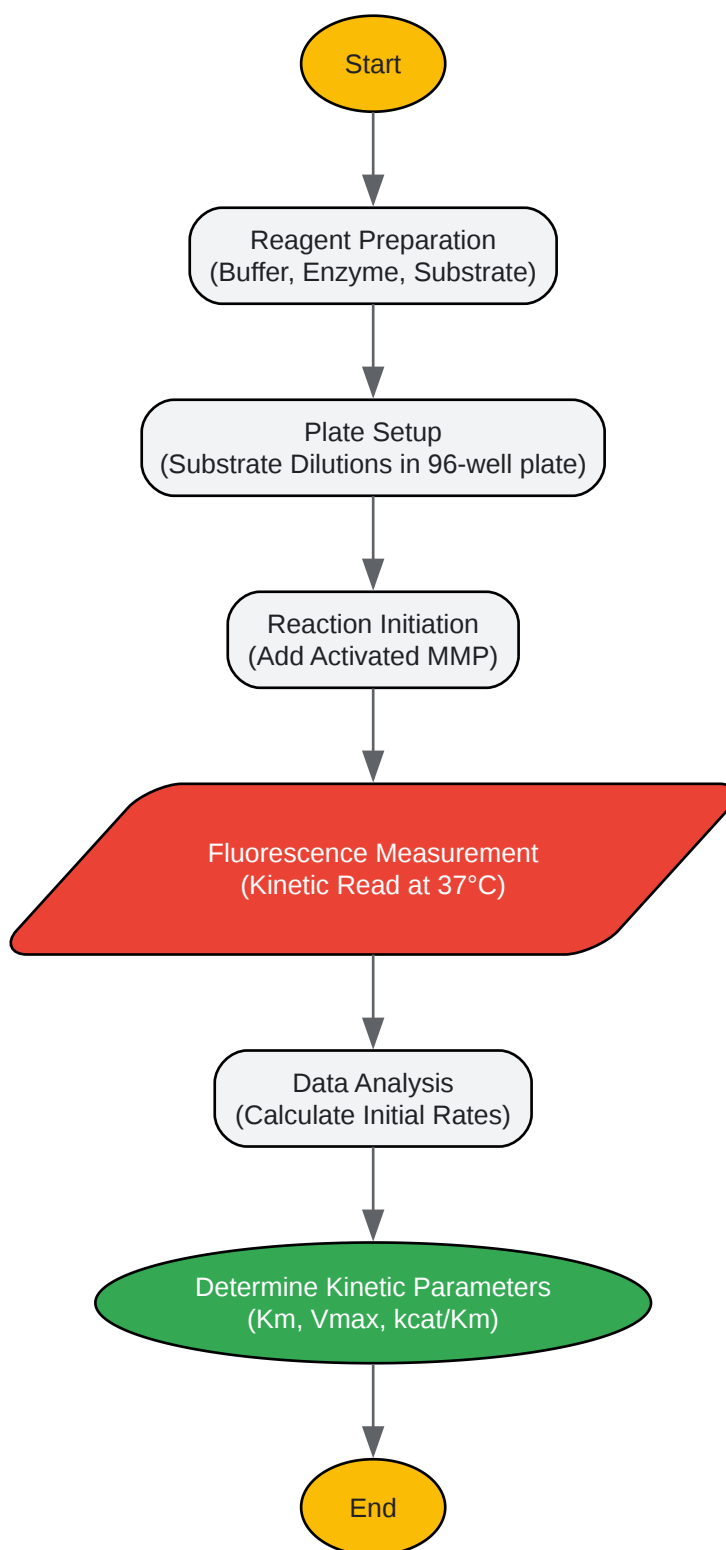 Start
Reagent Preparation
(Buffer, Enzyme, Substrate)
Plate Setup
(Substrate Dilutions in 96-well plate)
Reaction Initiation
(Add Activated MMP)
Fluorescence Measurement
(Kinetic Read at 37°C)
Data Analysis
(Calculate Initial Rates)
Determine Kinetic Parameters
(Km, Vmax, kcat/Km)
End